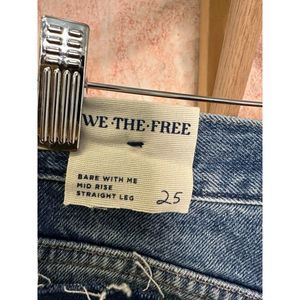 WE·THE·FREE
BARE WITH ME
MID RISE
STRAIGHT LEG
25